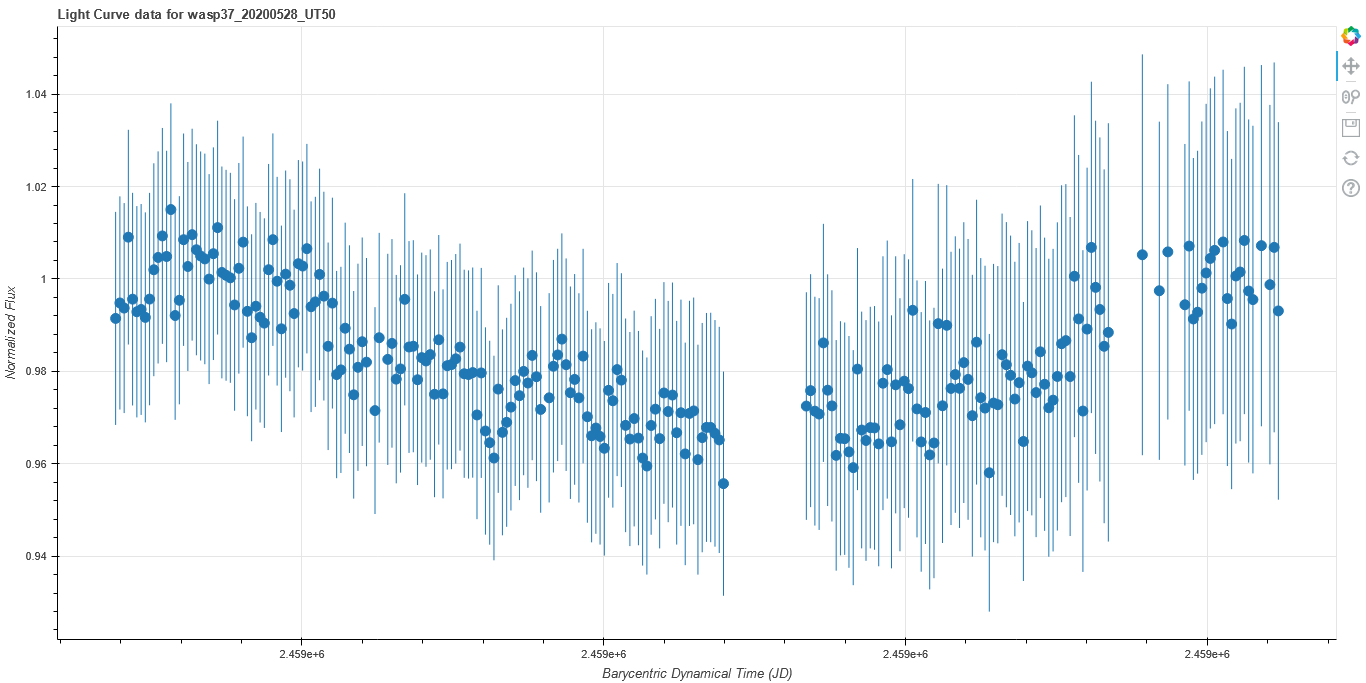 Light Curve data for wasp37_20200528_UT50
1.04
1.02
1
0.98
0.96
0.94
Normalized Flux
2.459e+6
2.459e+6
2.459e+6
2.459e+6
Barycentric Dynamical Time (JD)